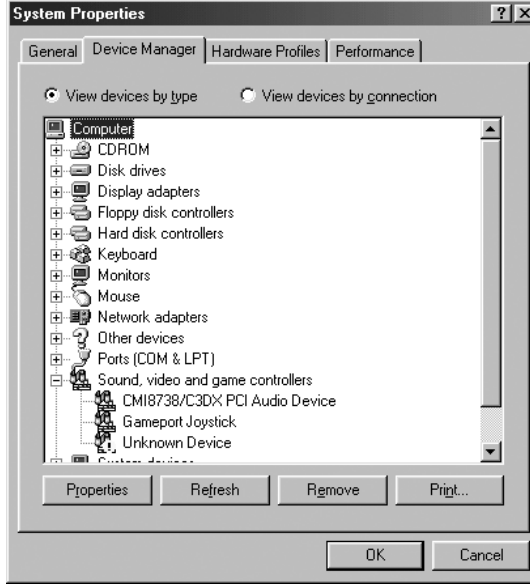 System Properties
General Device Manager Hardware Profiles Performance
View devices by type View devices by connection
Computer
CDROM
Disk drives
Display adapters
Floppy disk controllers
Hard disk controllers
Keyboard
Monitors
Mouse
Network adapters
Other devices
Ports (COM & LPT)
Sound, video and game controllers
CMI8738/C3DX PCI Audio Device
Gameport Joystick
Unknown Device
System devices
Properties Refresh Remove Print...
OK Cancel